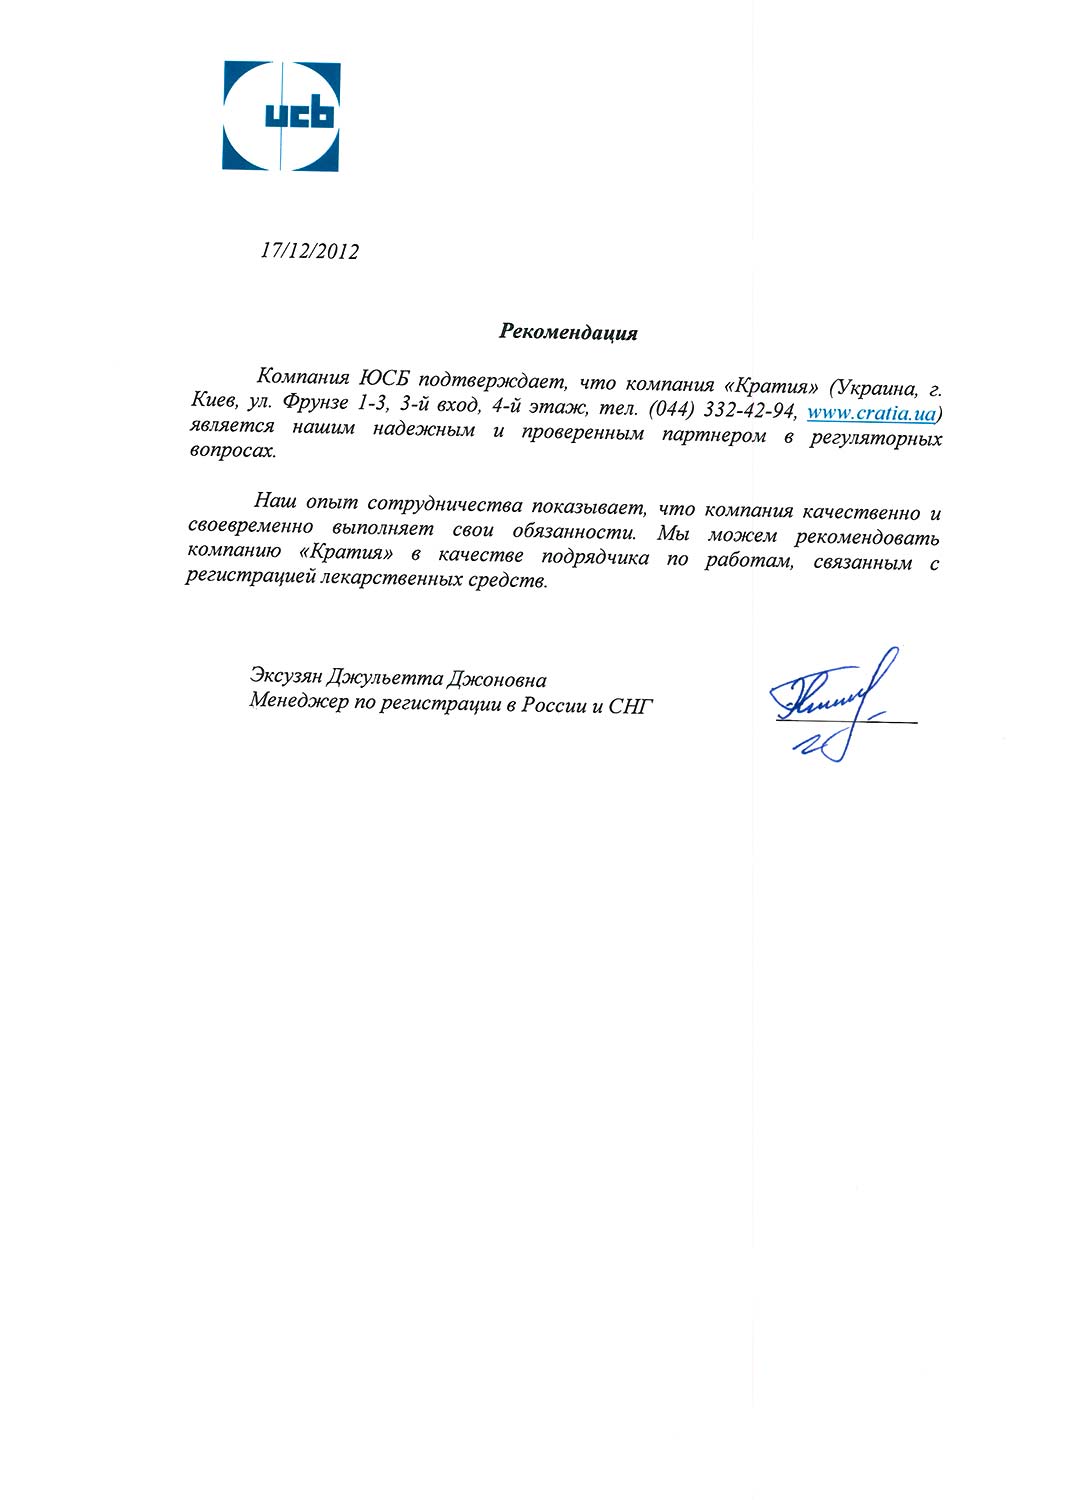 ucb
17/12/2012
Рекомендация
Компания ЮСБ подтверждает, что компания «Кратия» (Украина, г.
Киев, ул. Фрунзе 1-3, 3-й вход, 4-й этаж, тел. (044) 332-42-94, www.cratia.ua)
является нашим надежным и проверенным партнером в регуляторных
вопросах.
Наш опыт сотрудничества показывает, что компания качественно и
своевременно выполняет свои обязанности. Мы можем рекомендовать
компанию «Кратия» в качестве подрядчика по работам, связанным с
регистрацией лекарственных средств.
Эксузян Джульетта Джоновна
Менеджер по регистрации в России и СНГ